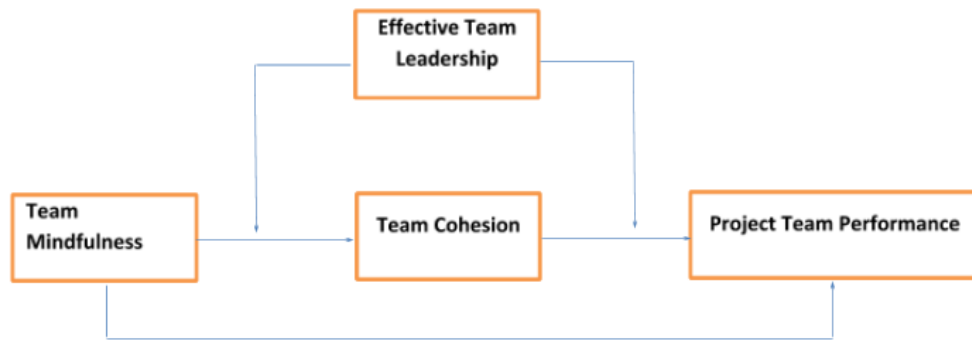 Effective Team
Leadership
Team
Mindfulness
Team Cohesion
Project Team Performance